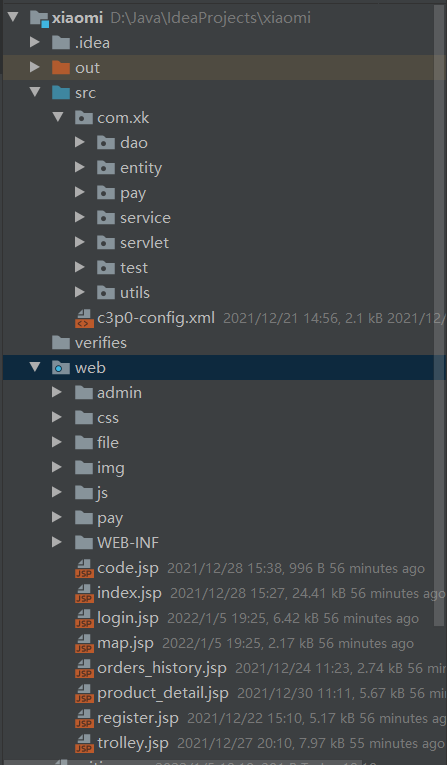 xiaomi D:\Java\IdeaProjects\xiaomi
.idea
out
src
com.xk
dao
entity
pay
service
servlet
test
utils
c3p0-config.xml 2021/12/21 14:56, 2.1 kB 2021/12/
verifies
web
admin
css
file
img
js
pay
WEB-INF
code.jsp 2021/12/28 15:38, 996 B 56 minutes ago
index.jsp 2021/12/28 15:27, 24.41 kB 56 minutes ago
login.jsp 2022/1/5 19:25, 6.42 kB 56 minutes ago
map.jsp 2022/1/5 19:25, 2.17 kB 56 minutes ago
orders_history.jsp 2021/12/24 11:23, 2.74 kB 56 m
product_detail.jsp 2021/12/30 11:11, 5.67 kB 56 m
register.jsp 2021/12/22 15:10, 5.17 kB 56 minutes
trolley.jsp 2021/12/27 20:10, 7.97 kB 55 minutes a